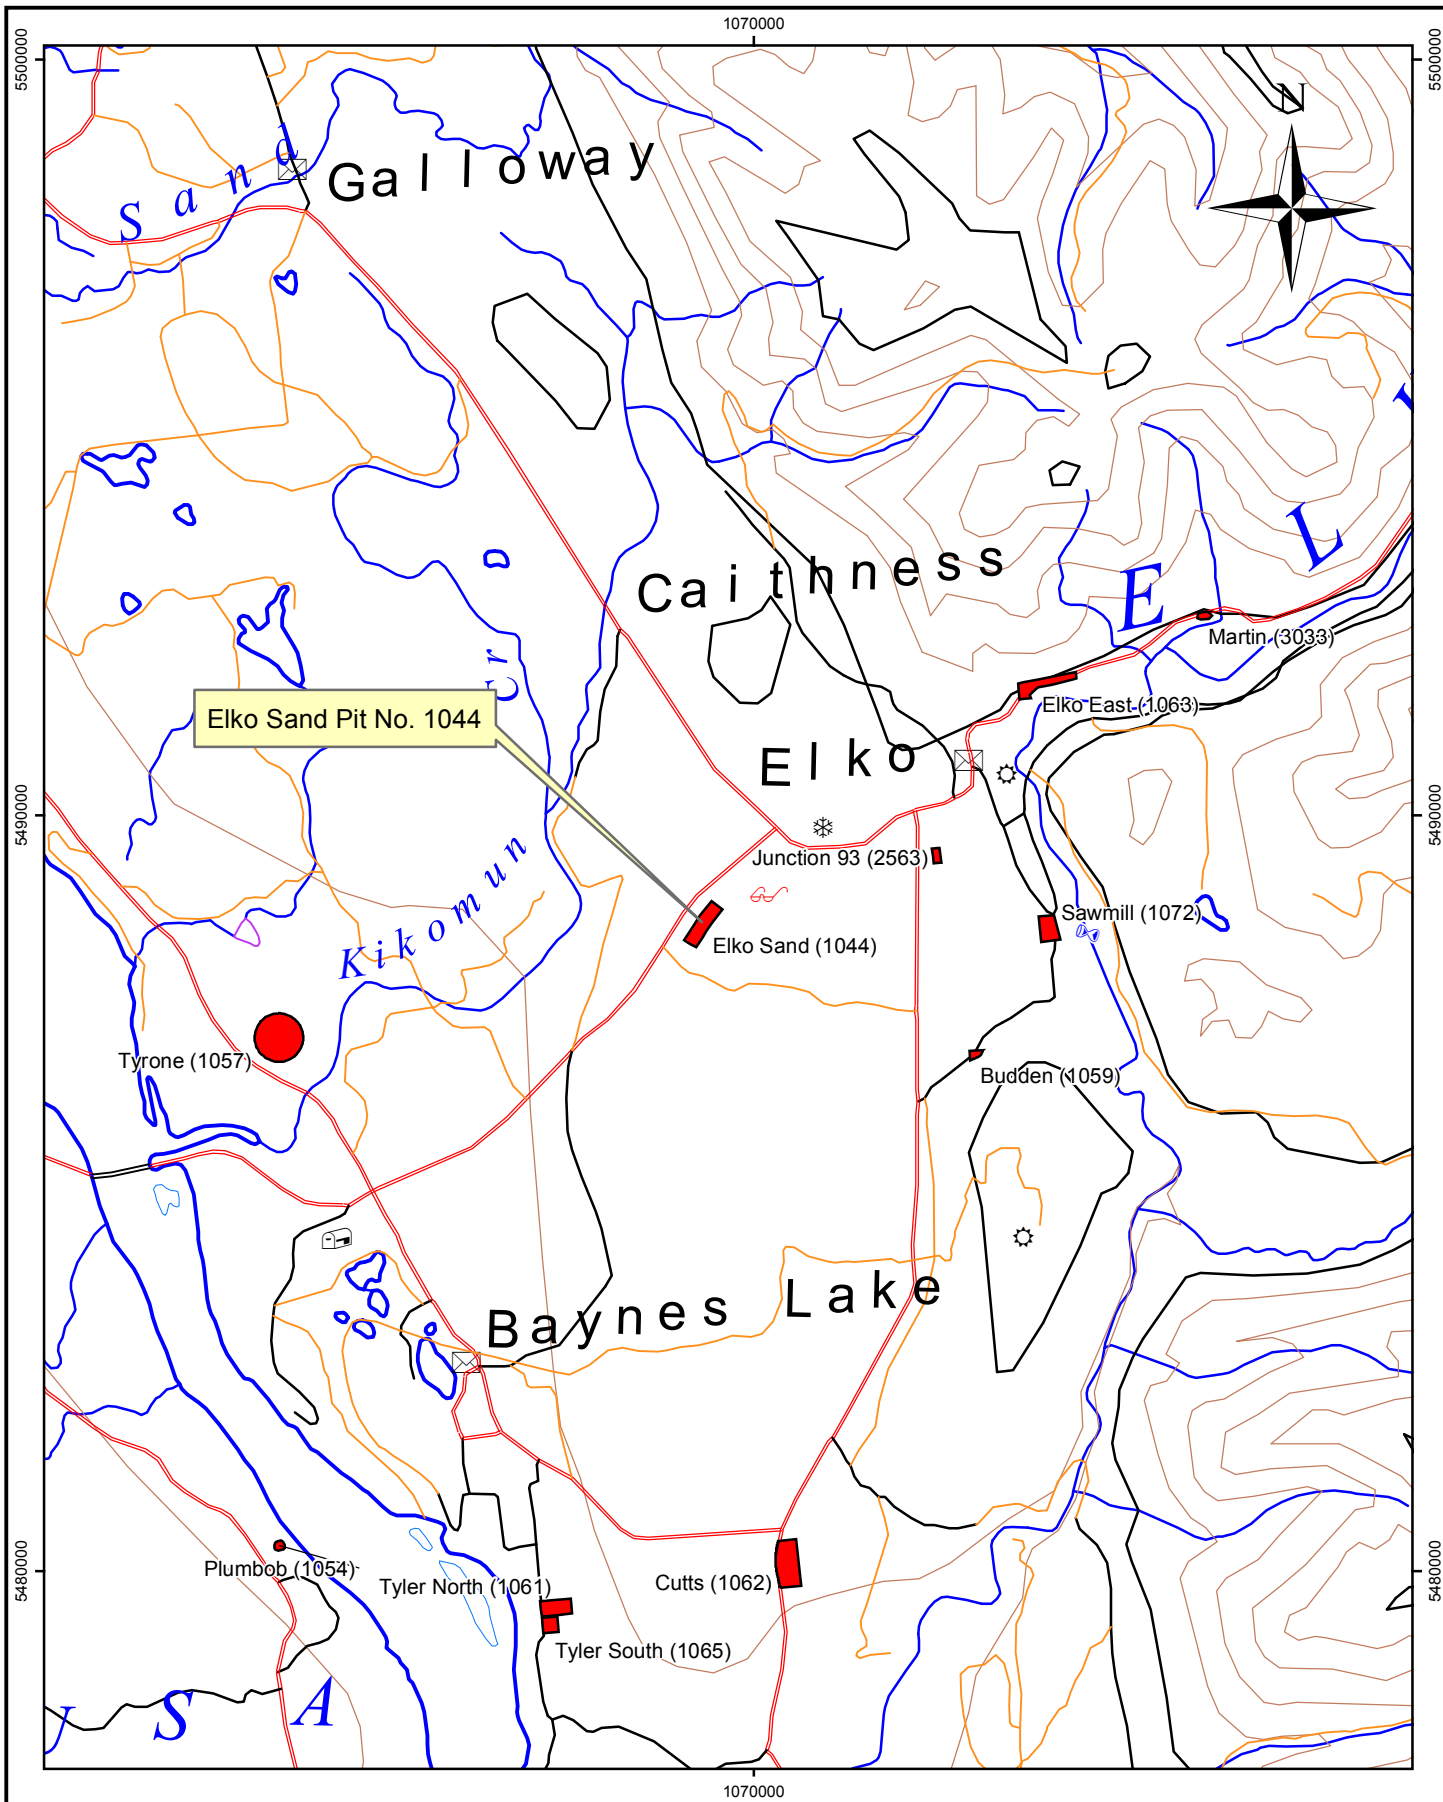 1070000
5500000
5500000
N
Sand
Galloway
Caithness
E L
Martin (3033)
Cr
Elko East (1063)
Elko Sand Pit No. 1044
Elko
5490000
5490000
Junction 93 (2563)
Kikomun
Sawmill (1072)
Elko Sand (1044)
Tyrone (1057)
Budden (1059)
Baynes Lake
Plumbob (1054)
Tyler North (1061)
Cutts (1062)
5480000
5480000
Tyler South (1065)
S A
1070000